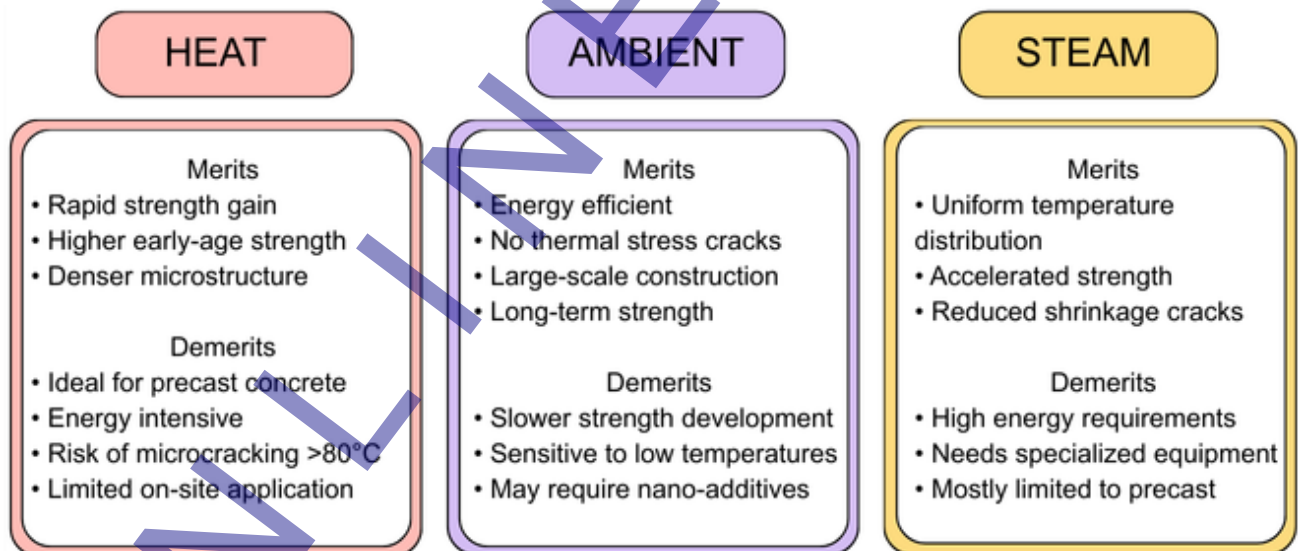 HEAT
Merits
• Rapid strength gain
• Higher early-age strength
• Denser microstructure
Demerits
• Ideal for precast concrete
• Energy intensive
• Risk of microcracking >80°C
• Limited on-site application
AMBIENT
Merits
• Energy efficient
• No thermal stress cracks
• Large-scale construction
• Long-term strength
Demerits
• Slower strength development
• Sensitive to low temperatures
• May require nano-additives
STEAM
Merits
• Uniform temperature
distribution
• Accelerated strength
• Reduced shrinkage cracks
Demerits
• High energy requirements
• Needs specialized equipment
• Mostly limited to precast